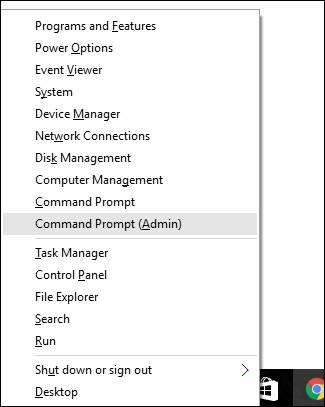 Programs and Features
Power Options
Event Viewer
System
Device Manager
Network Connections
Disk Management
Computer Management
Command Prompt
Command Prompt (Admin)
Task Manager
Control Panel
File Explorer
Search
Run
Shut down or sign out
Desktop